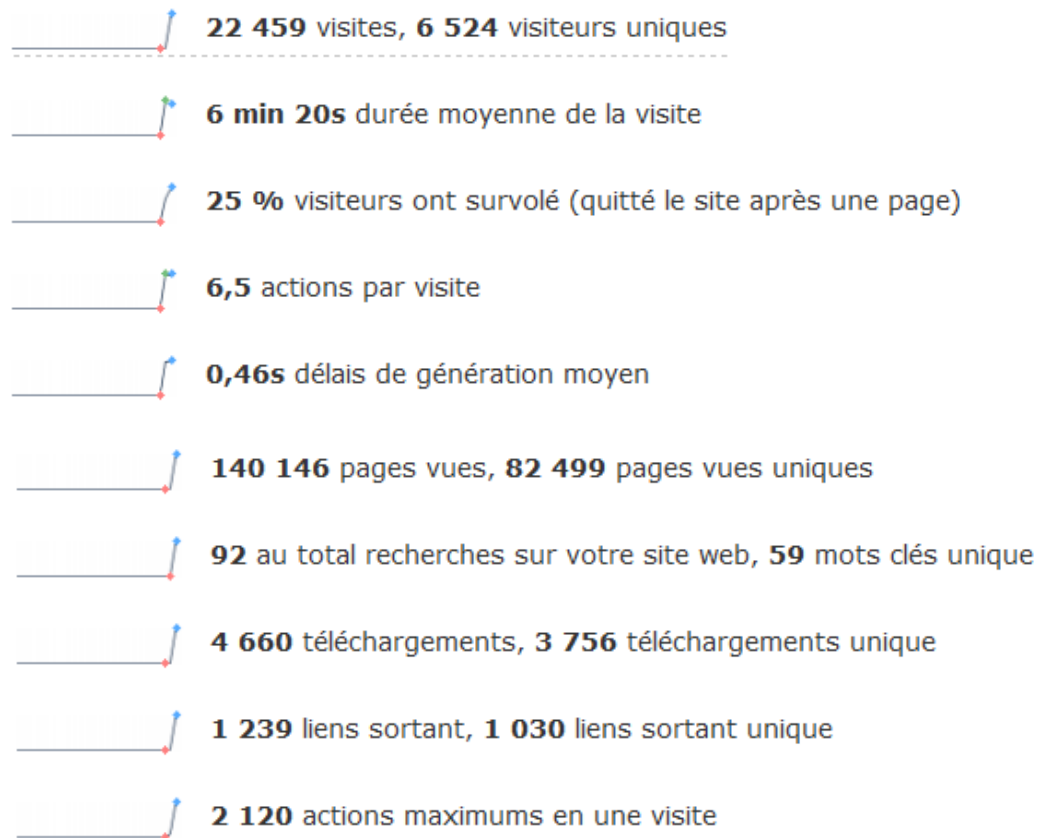 22 459 visites, 6 524 visiteurs uniques
6 min 20s durée moyenne de la visite
25 % visiteurs ont survolé (quitté le site après une page)
6,5 actions par visite
0,46s délais de génération moyen
140 146 pages vues, 82 499 pages vues uniques
92 au total recherches sur votre site web, 59 mots clés unique
4 660 téléchargements, 3 756 téléchargements unique
1 239 liens sortant, 1 030 liens sortant unique
2 120 actions maximums en une visite